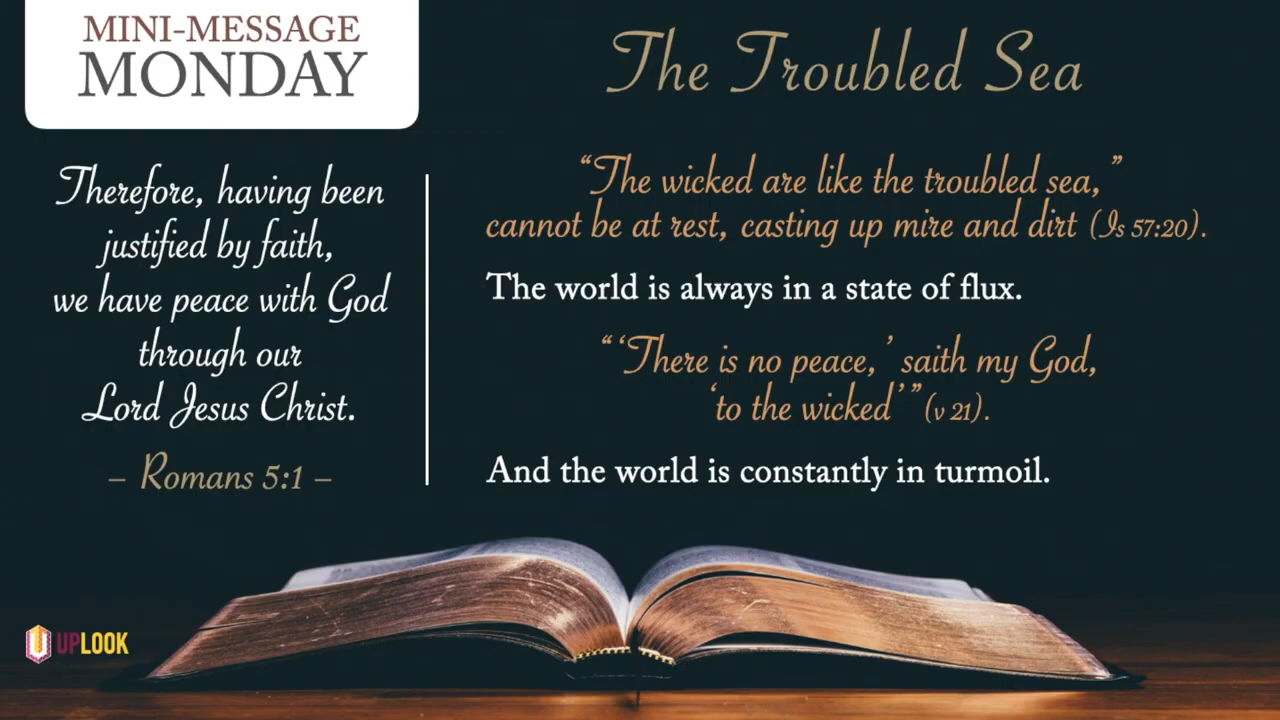 MINI-MESSAGE
MONDAY
Therefore, having been
justified by faith,
we have peace with God
through our
Lord Jesus Christ.
– Romans 5:1 –
The Troubled Sea
“The wicked are like the troubled sea,”
cannot be at rest, casting up mire and dirt (Is 57:20).
The world is always in a state of flux.
“‘There is no peace,’ saith my God,
‘to the wicked’” (v 21).
And the world is constantly in turmoil.
UPLOOK